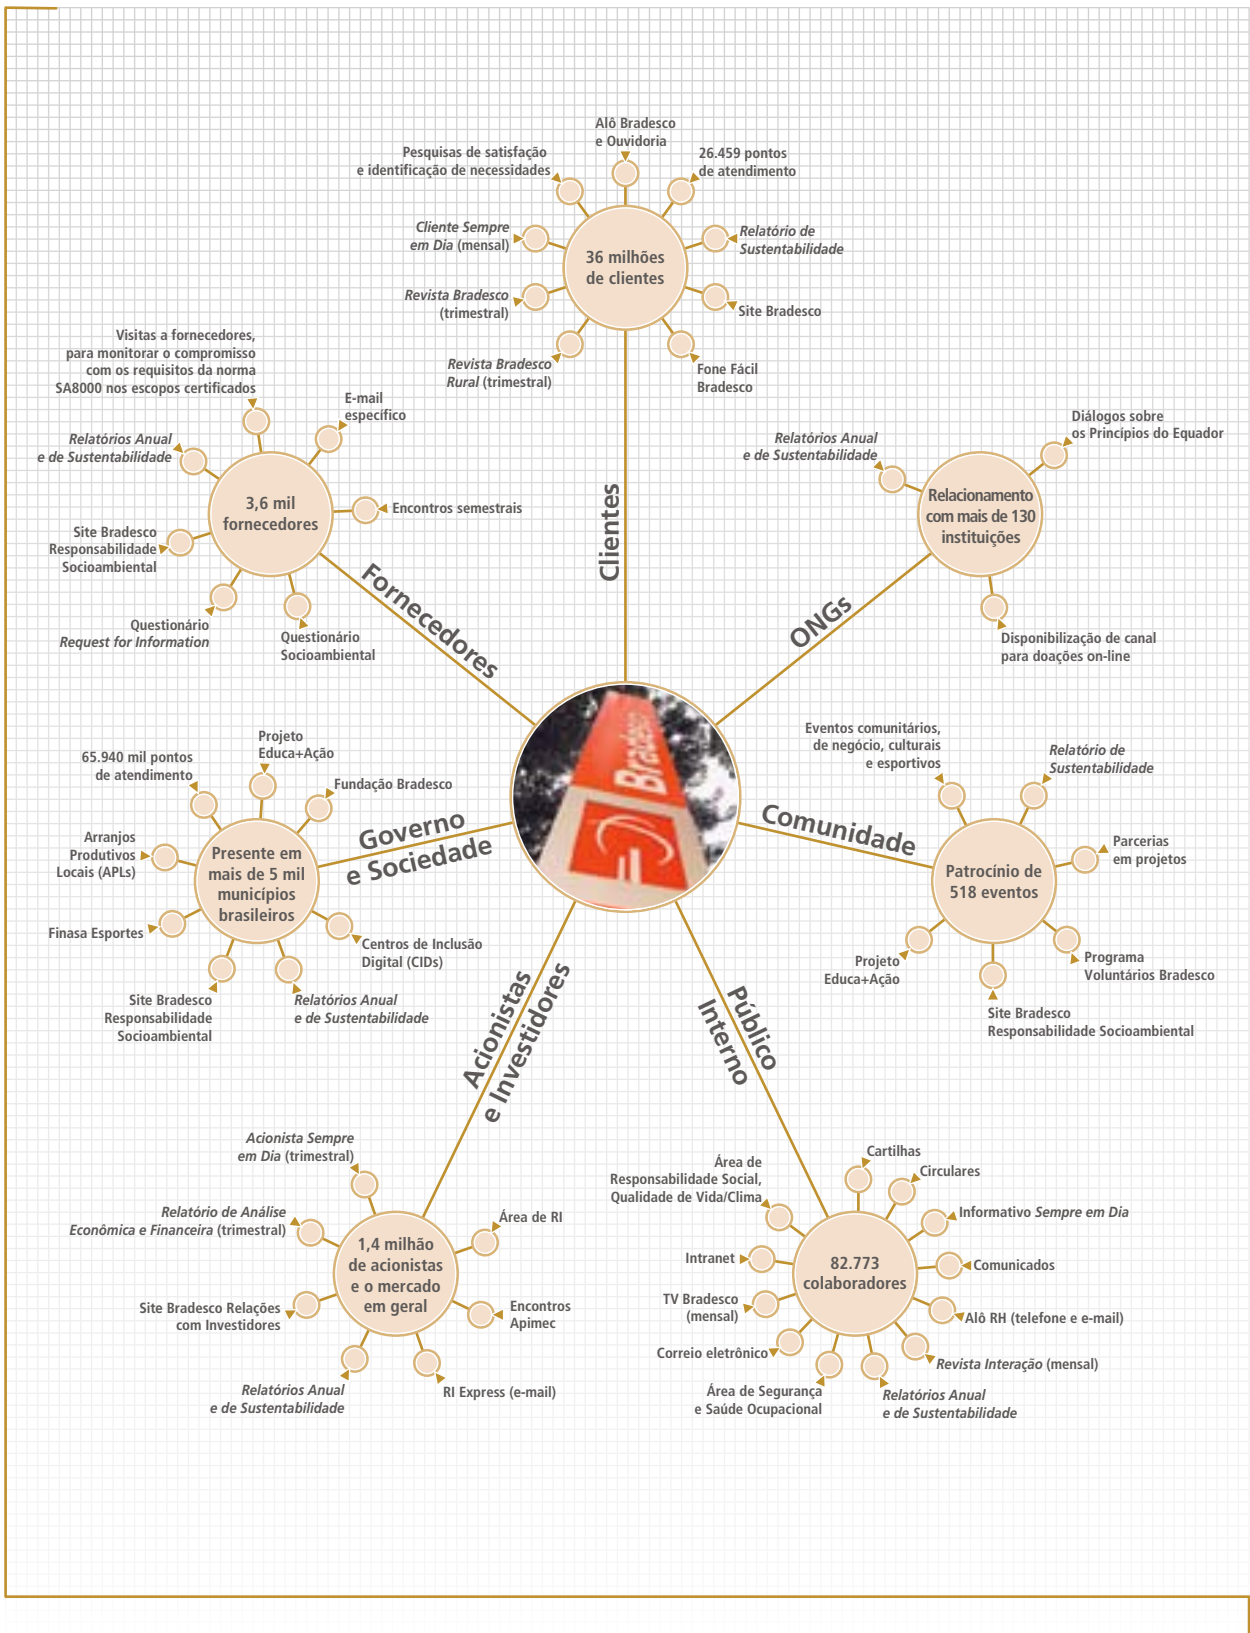 Alô Bradesco
e Ouvidoria
26.459 pontos
de atendimento
Relatório de
Sustentabilidade
Site Bradesco
Fone Fácil
Bradesco
Revista Bradesco
Rural (trimestral)
Revista Bradesco
(trimestral)
Cliente Sempre
em Dia (mensal)
Pesquisas de satisfação
e identificação de necessidades
36 milhões
de clientes
Clientes
Visitas a fornecedores,
para monitorar o compromisso
com os requisitos da norma
SA8000 nos escopos certificados
E-mail
específico
Encontros semestrais
Questionário
Socioambiental
Questionário
Request for Information
Site Bradesco
Responsabilidade
Socioambiental
Relatórios Anual
e de Sustentabilidade
3,6 mil
fornecedores
Fornecedores
Relatórios Anual
e de Sustentabilidade
Diálogos sobre
os Princípios do Equador
Disponibilização de canal
para doações on-line
Relacionamento
com mais de 130
instituições
ONGs
Bradesco
Projeto
Educa+Ação
Fundação Bradesco
Centros de Inclusão
Digital (CIDs)
Relatórios Anual
e de Sustentabilidade
Site Bradesco
Responsabilidade
Socioambiental
Finasa Esportes
Arranjos
Produtivos
Locais (APLs)
65.940 mil pontos
de atendimento
Presente em
mais de 5 mil
municípios
brasileiros
Governo
e Sociedade
Eventos comunitários,
de negócio, culturais
e esportivos
Relatório de
Sustentabilidade
Parcerias
em projetos
Programa
Voluntários Bradesco
Site Bradesco
Responsabilidade Socioambiental
Projeto
Educa+Ação
Patrocínio de
518 eventos
Comunidade
Acionistas
e Investidores
Acionista Sempre
em Dia (trimestral)
Área de RI
Encontros
Apimec
RI Express (e-mail)
Relatórios Anual
e de Sustentabilidade
Site Bradesco Relações
com Investidores
Relatório de Análise
Econômica e Financeira (trimestral)
1,4 milhão
de acionistas
e o mercado
em geral
Público
Interno
Cartilhas
Circulares
Informativo Sempre em Dia
Comunicados
Alô RH (telefone e e-mail)
Revista Interação (mensal)
Relatórios Anual
e de Sustentabilidade
Área de Segurança
e Saúde Ocupacional
Correio eletrônico
TV Bradesco
(mensal)
Intranet
Área de
Responsabilidade Social,
Qualidade de Vida/Clima
82.773
colaboradores